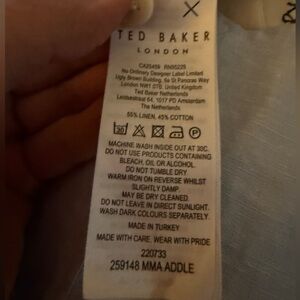 TED BAKER
LONDON
CA25459 RN95228
No Ordinary Designer Label Limited
Ugly Brown Building, 6a St Pancras Way
London NW1 0TB, United Kingdom
Ted Baker Netherlands
Leidsestraat 64, 1017 PD Amsterdam
The Netherlands
55% LINEN, 45% COTTON
30
P
MACHINE WASH INSIDE OUT AT 30C.
DO NOT USE PRODUCTS CONTAINING
BLEACH, OIL OR ALCOHOL.
DO NOT TUMBLE DRY.
WARM IRON ON REVERSE WHILST
SLIGHTLY DAMP.
MAY BE DRY CLEANED.
DO NOT LEAVE IN DIRECT SUNLIGHT.
WASH DARK COLOURS SEPARATELY.
MADE IN TURKEY
MADE WITH CARE. WEAR WITH PRIDE
220733
259148 MMA ADDLE